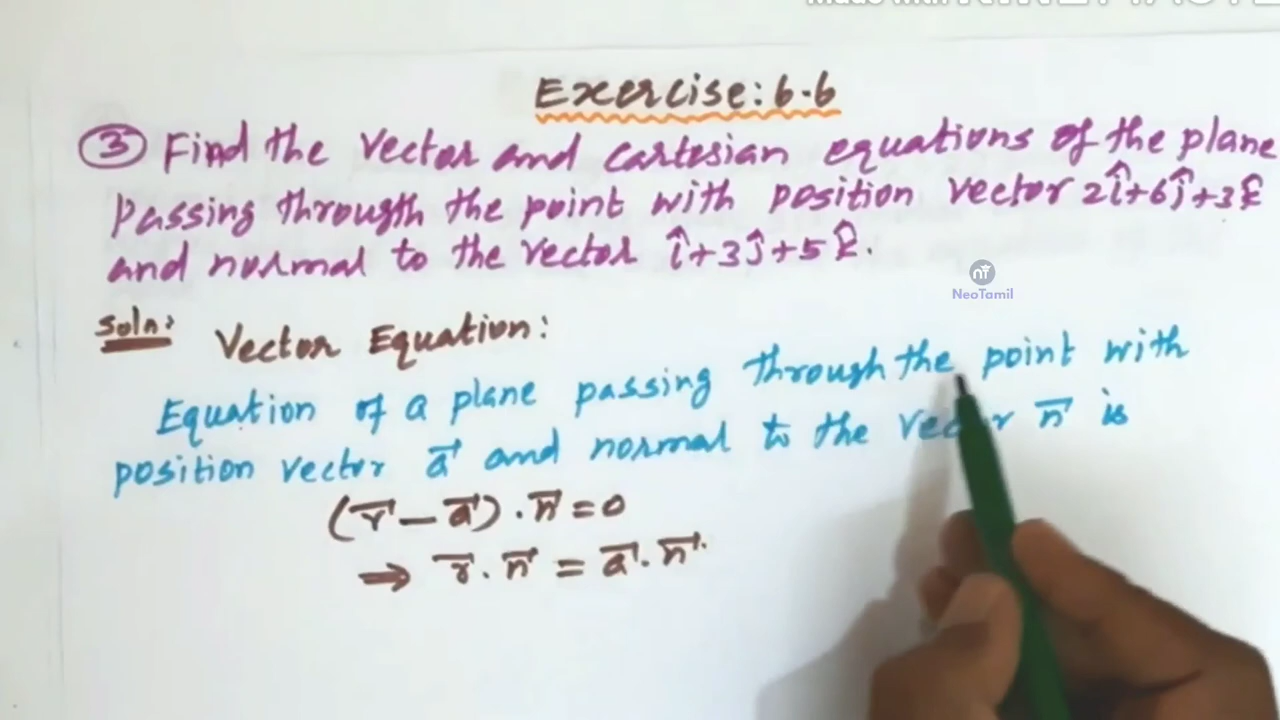 Exercise: 6.6
③ Find the vector and cartesian equations of the plane
passing through the point with position vector 2î+6ĵ+3k̂
and normal to the vector î+3ĵ+5k̂.
NeoTamil
Soln: Vector Equation:
Equation of a plane passing through the point with
position vector a⃗ and normal to the vector n⃗ is
(r⃗ - a⃗) . n⃗ = 0
⇒ r⃗ . n⃗ = a⃗ . n⃗.